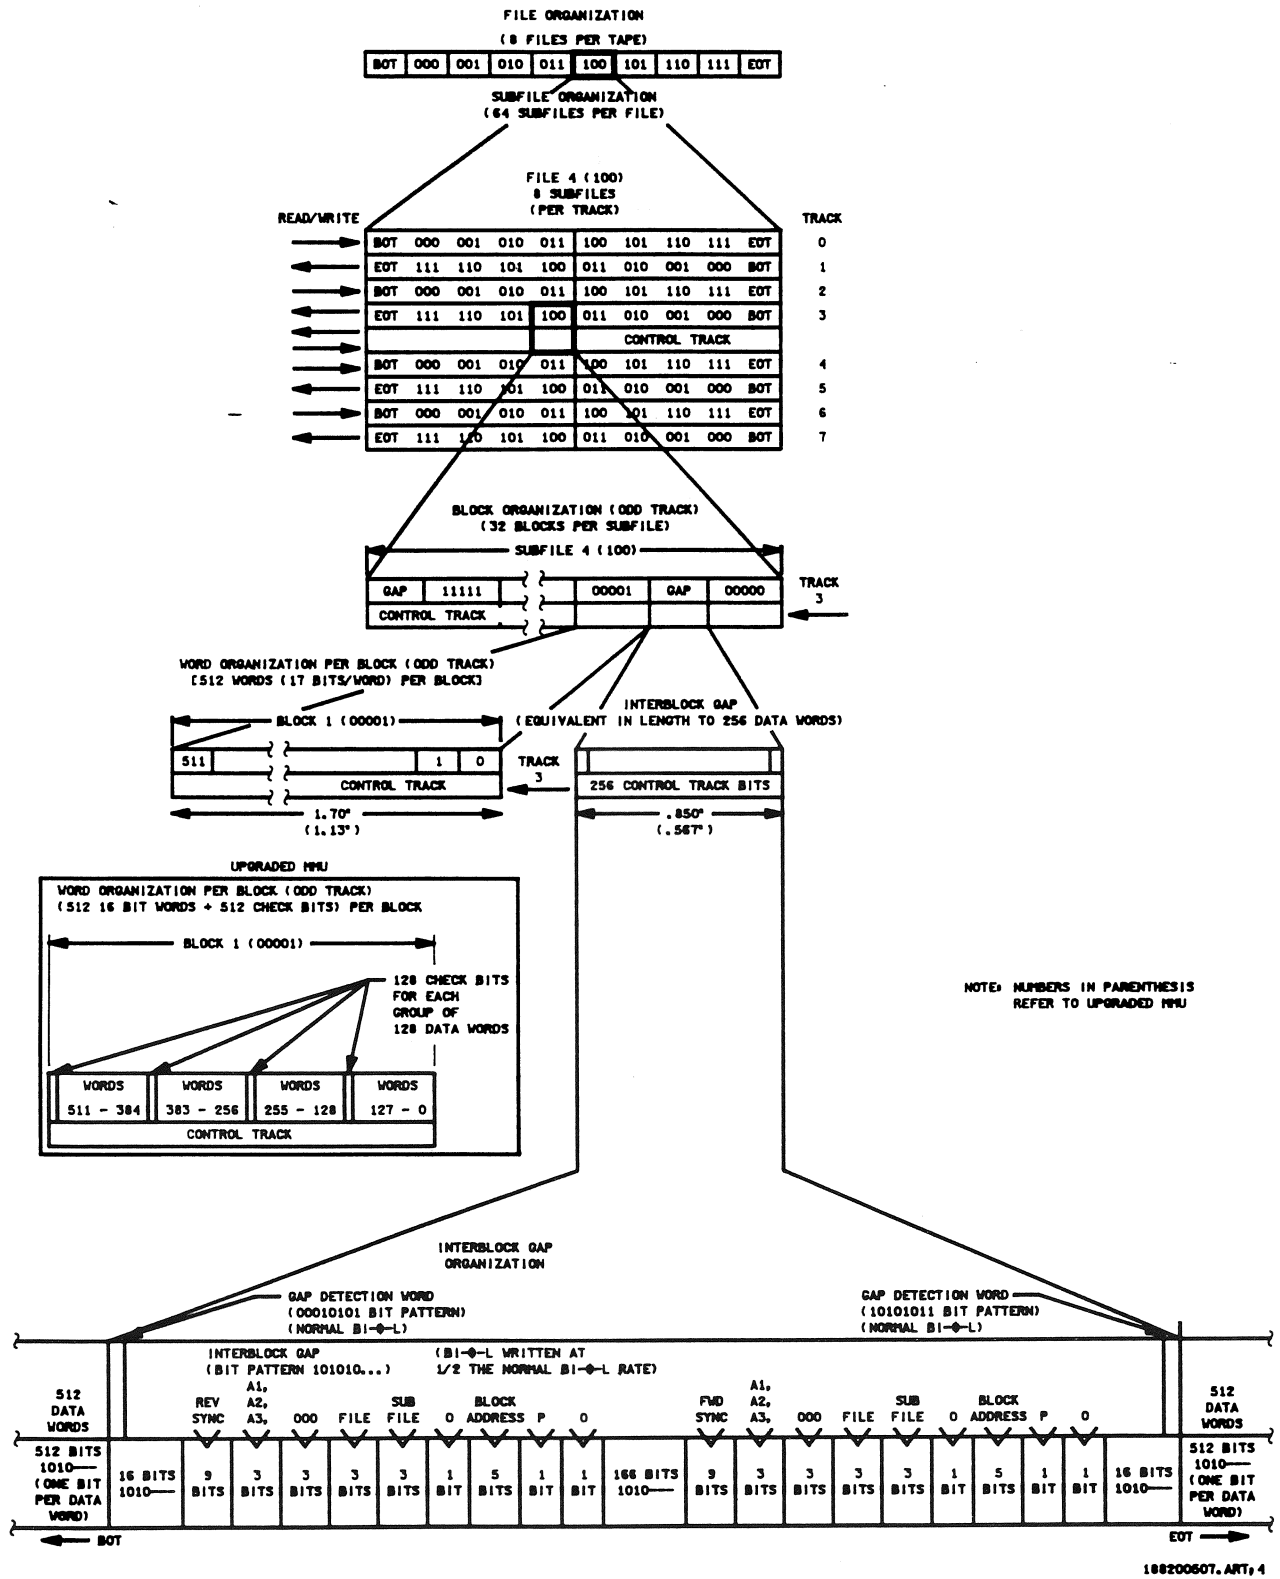 FILE ORGANIZATION
(8 FILES PER TAPE)
BOT 000 001 010 011 100 101 110 111 EOT
SUBFILE ORGANIZATION
(64 SUBFILES PER FILE)
FILE 4 (100)
8 SUBFILES
(PER TRACK)
READ/WRITE TRACK
BOT 000 001 010 011 100 101 110 111 EOT 0
EOT 111 110 101 100 011 010 001 000 BOT 1
BOT 000 001 010 011 100 101 110 111 EOT 2
EOT 111 110 101 100 011 010 001 000 BOT 3
CONTROL TRACK
BOT 000 001 010 011 100 101 110 111 EOT 4
EOT 111 110 101 100 011 010 001 000 BOT 5
BOT 000 001 010 011 100 101 110 111 EOT 6
EOT 111 110 101 100 011 010 001 000 BOT 7
BLOCK ORGANIZATION (ODD TRACK)
(32 BLOCKS PER SUBFILE)
SUBFILE 4 (100)
GAP 11111 00001 GAP 00000
CONTROL TRACK
TRACK
3
WORD ORGANIZATION PER BLOCK (ODD TRACK)
[512 WORDS (17 BITS/WORD) PER BLOCK]
BLOCK 1 (00001)
511 1 0
CONTROL TRACK
TRACK
3
1.70"
(1.13")
INTERBLOCK GAP
(EQUIVALENT IN LENGTH TO 256 DATA WORDS)
256 CONTROL TRACK BITS
.850"
(.567")
UPGRADED MMU
WORD ORGANIZATION PER BLOCK (ODD TRACK)
(512 16 BIT WORDS + 512 CHECK BITS) PER BLOCK
BLOCK 1 (00001)
128 CHECK BITS
FOR EACH
GROUP OF
128 DATA WORDS
WORDS WORDS WORDS WORDS
511 - 384 383 - 256 255 - 128 127 - 0
CONTROL TRACK
NOTE: NUMBERS IN PARENTHESIS
REFER TO UPGRADED MMU
INTERBLOCK GAP
ORGANIZATION
GAP DETECTION WORD
(00010101 BIT PATTERN)
(NORMAL BI-Φ-L)
GAP DETECTION WORD
(10101011 BIT PATTERN)
(NORMAL BI-Φ-L)
INTERBLOCK GAP
(BIT PATTERN 101010...)
(BI-Φ-L WRITTEN AT
1/2 THE NORMAL BI-Φ-L RATE)
512
DATA
WORDS
REV
SYNC
A1,
A2,
A3,
000
FILE
SUB
FILE
0
BLOCK
ADDRESS
P
0
FWD
SYNC
A1,
A2,
A3,
000
FILE
SUB
FILE
0
BLOCK
ADDRESS
P
0
512
DATA
WORDS
512 BITS
1010—
(ONE BIT
PER DATA
WORD)
16 BITS
1010—
9
BITS
3
BITS
3
BITS
3
BITS
3
BITS
1
BIT
5
BITS
1
BIT
1
BIT
166 BITS
1010—
9
BITS
3
BITS
3
BITS
3
BITS
3
BITS
1
BIT
5
BITS
1
BIT
1
BIT
16 BITS
1010—
512 BITS
1010—
(ONE BIT
PER DATA
WORD)
BOT
EOT
188200507.ART;4